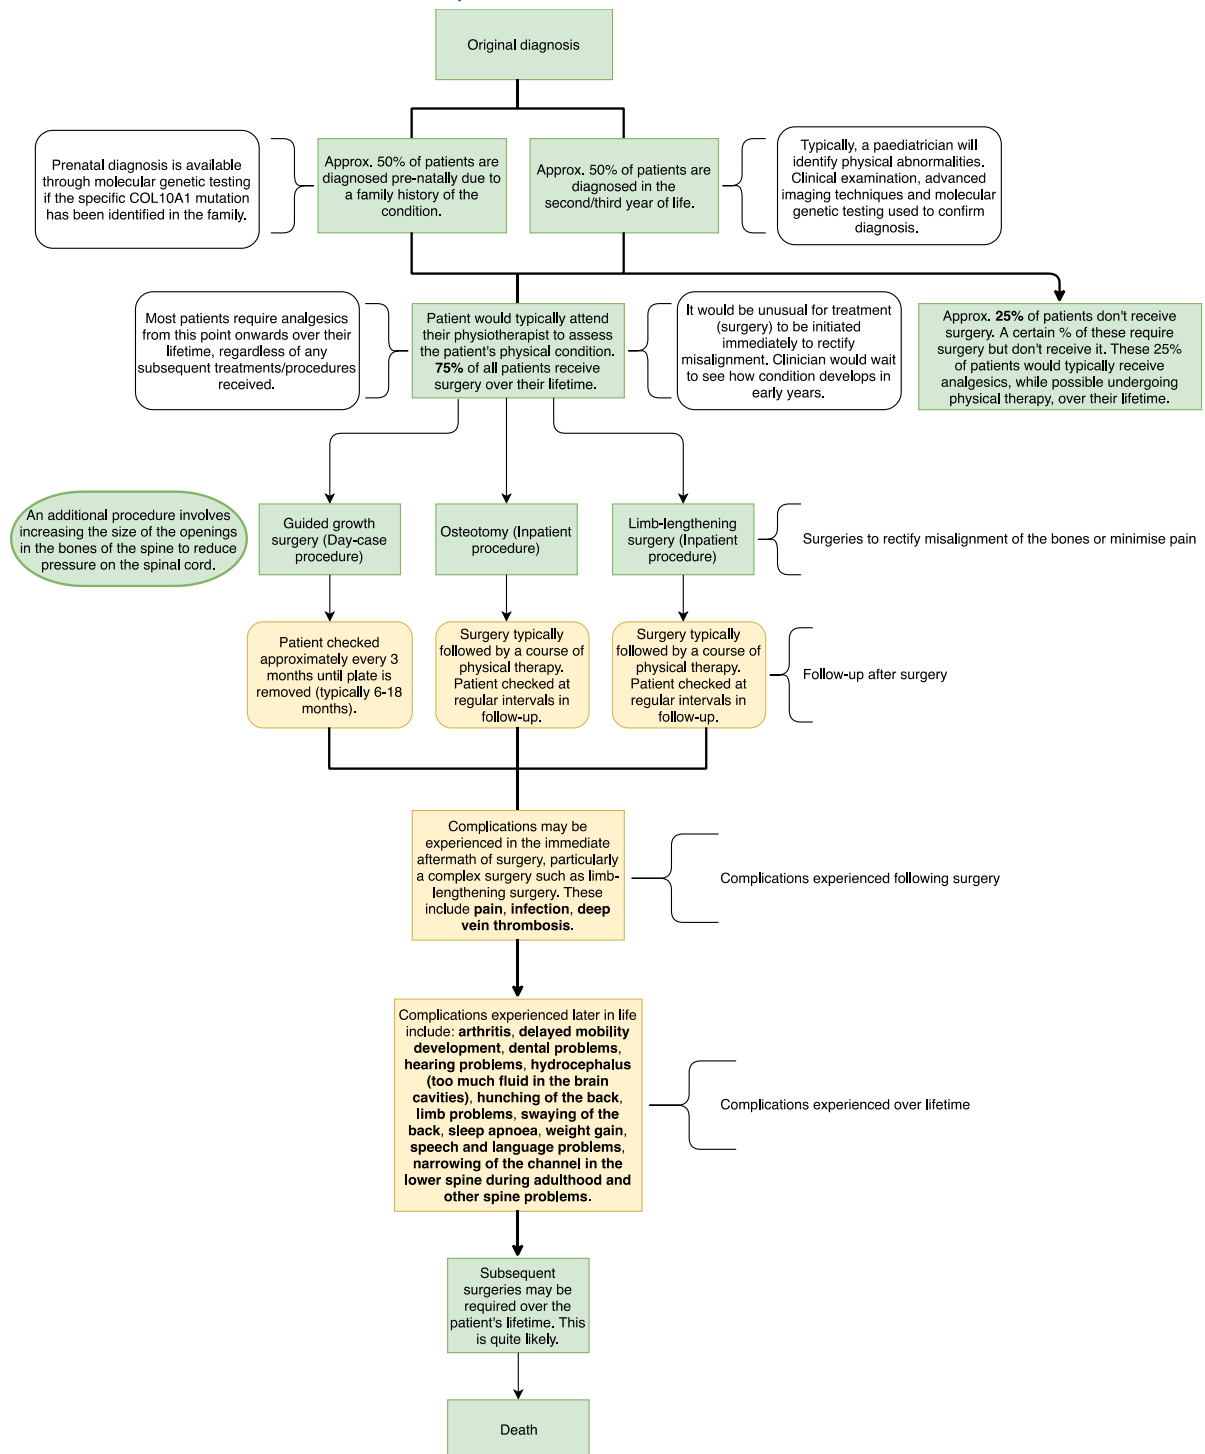 Original diagnosis
Prenatal diagnosis is available
through molecular genetic testing
if the specific COL10A1 mutation
has been identified in the family.
Approx. 50% of patients are
diagnosed pre-natally due to
a family history of the
condition.
Approx. 50% of patients are
diagnosed in the
second/third year of life.
Typically, a paediatrician will
identify physical abnormalities.
Clinical examination, advanced
imaging techniques and molecular
genetic testing used to confirm
diagnosis.
Most patients require analgesics
from this point onwards over their
lifetime, regardless of any
subsequent treatments/procedures
received.
Patient would typically attend
their physiotherapist to assess
the patient's physical condition.
75% of all patients receive
surgery over their lifetime.
It would be unusual for treatment
(surgery) to be initiated
immediately to rectify
misalignment. Clinician would wait
to see how condition develops in
early years.
Approx. 25% of patients don't receive
surgery. A certain % of these require
surgery but don't receive it. These 25%
of patients would typically receive
analgesics, while possible undergoing
physical therapy, over their lifetime.
An additional procedure involves
increasing the size of the openings
in the bones of the spine to reduce
pressure on the spinal cord.
Guided growth
surgery (Day-case
procedure)
Osteotomy (Inpatient
procedure)
Limb-lengthening
surgery (Inpatient
procedure)
Surgeries to rectify misalignment of the bones or minimise pain
Patient checked
approximately every 3
months until plate is
removed (typically 6-18
months).
Surgery typically
followed by a course of
physical therapy.
Patient checked at
regular intervals in
follow-up.
Surgery typically
followed by a course of
physical therapy.
Patient checked at
regular intervals in
follow-up.
Follow-up after surgery
Complications may be
experienced in the immediate
aftermath of surgery, particularly
a complex surgery such as limb-
lengthening surgery. These
include pain, infection, deep
vein thrombosis.
Complications experienced following surgery
Complications experienced later in life
include: arthritis, delayed mobility
development, dental problems,
hearing problems, hydrocephalus
(too much fluid in the brain
cavities), hunching of the back,
limb problems, swaying of the
back, sleep apnoea, weight gain,
speech and language problems,
narrowing of the channel in the
lower spine during adulthood and
other spine problems.
Complications experienced over lifetime
Subsequent
surgeries may be
required over the
patient's lifetime. This
is quite likely.
Death